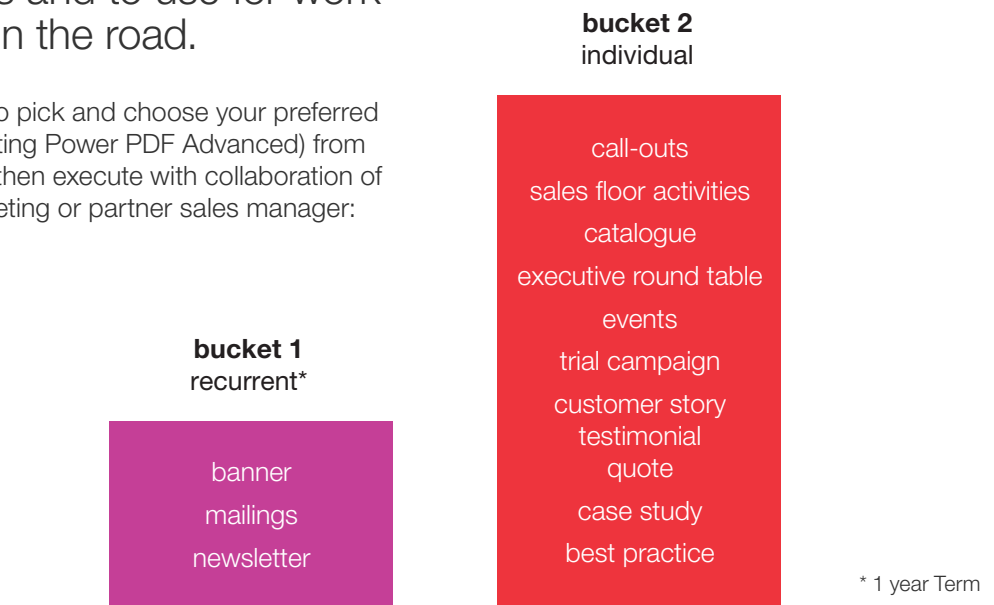 s and to use for work
n the road.
o pick and choose your preferred
ting Power PDF Advanced) from
then execute with collaboration of
eting or partner sales manager:
bucket 1
recurrent*
banner
mailings
newsletter
bucket 2
individual
call-outs
sales floor activities
catalogue
executive round table
events
trial campaign
customer story
testimonial
quote
case study
best practice
* 1 year Term